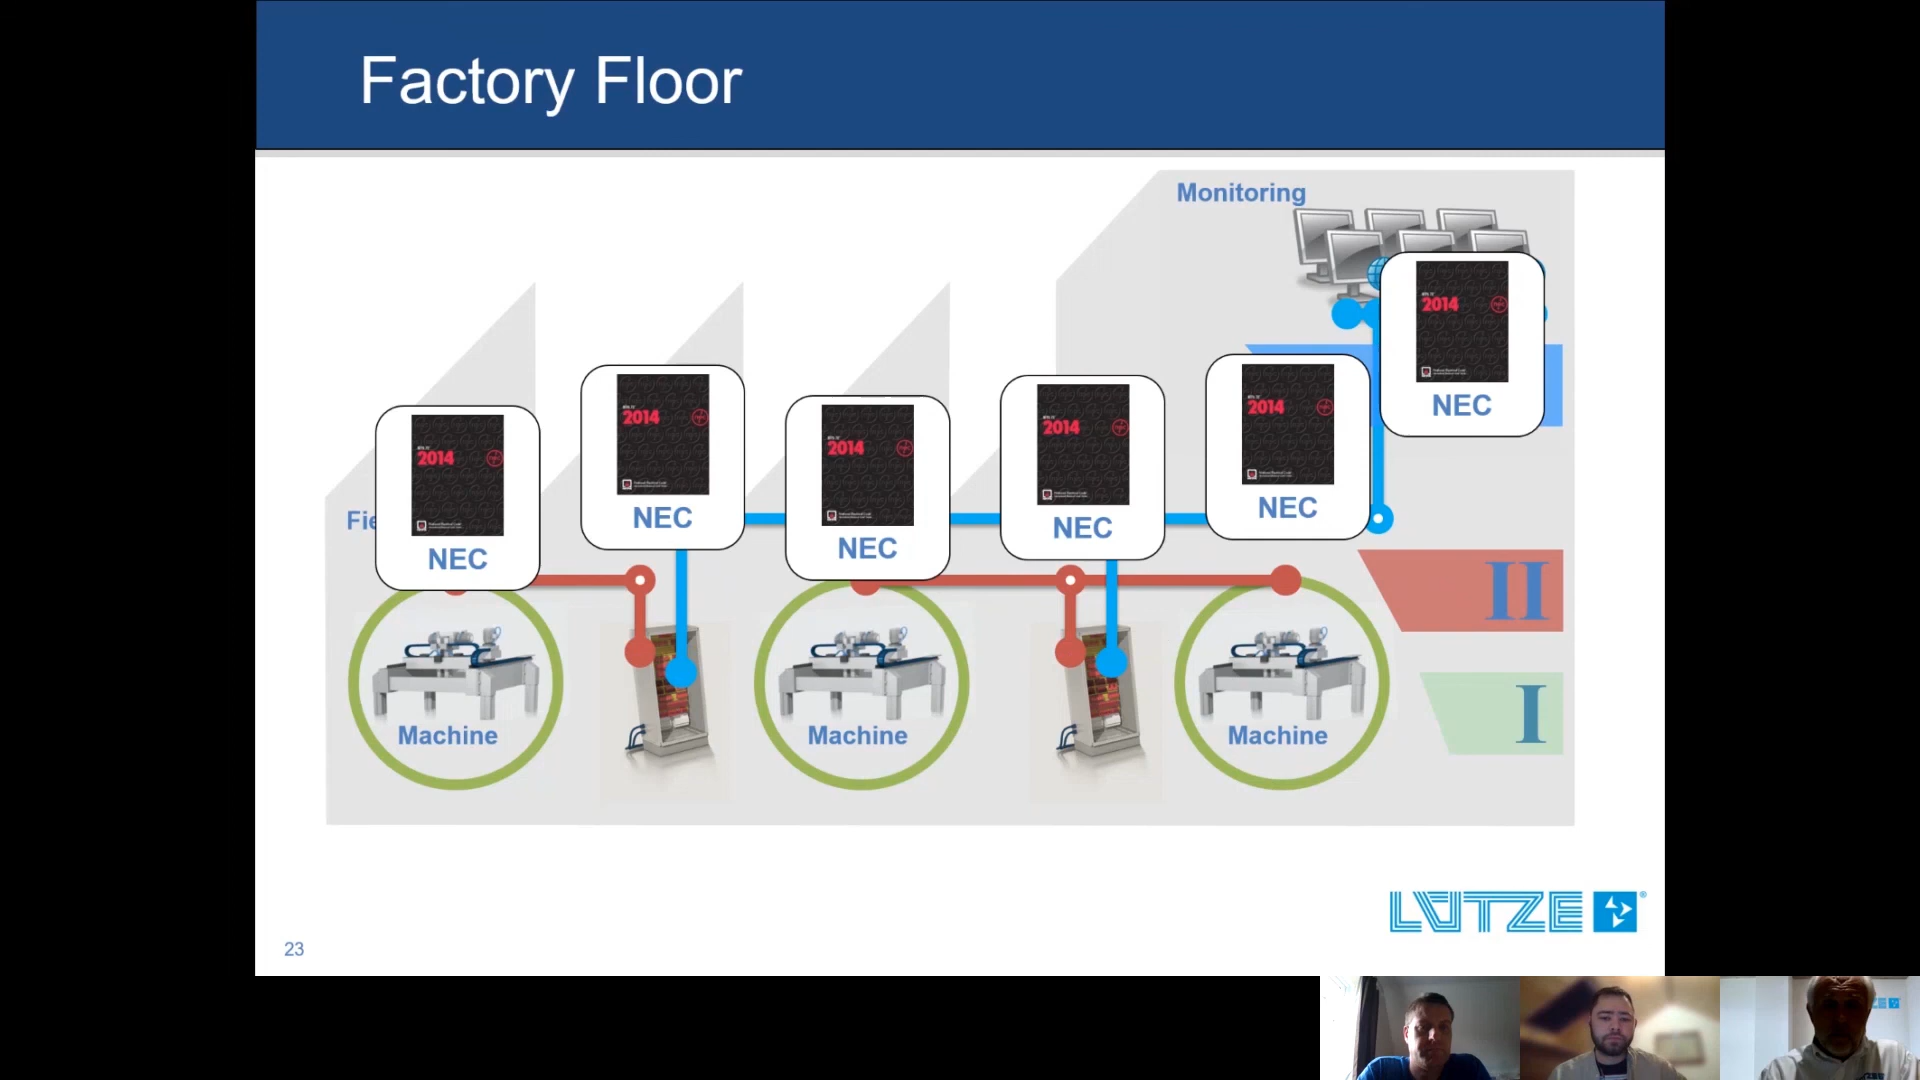 Factory Floor
Monitoring
2014
NEC
2014
NEC
2014
NEC
2014
NEC
2014
NEC
2014
NEC
Fie
II
I
Machine
Machine
Machine
LÜTZE
23